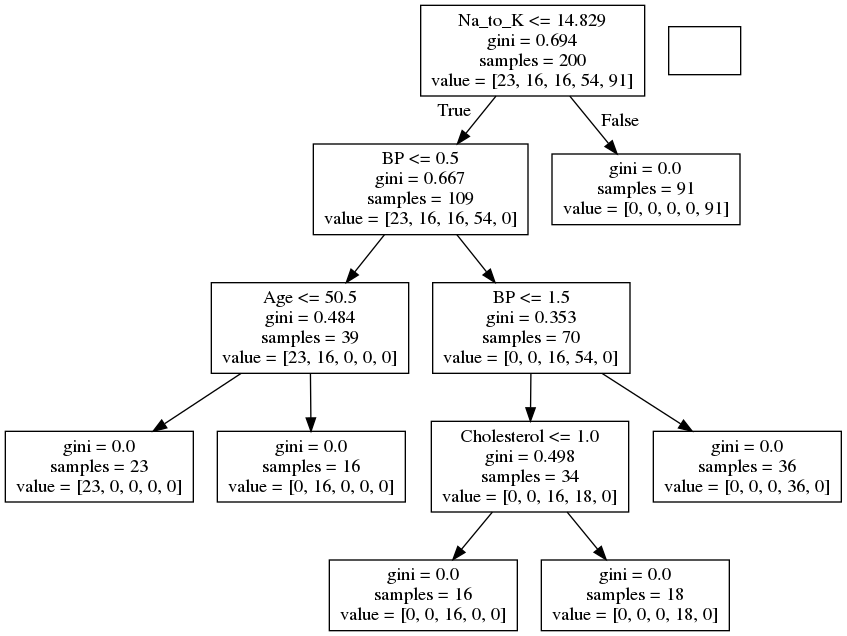 Na_to_K <= 14.829
gini = 0.694
samples = 200
value = [23, 16, 16, 54, 91]
True
False
BP <= 0.5
gini = 0.667
samples = 109
value = [23, 16, 16, 54, 0]
gini = 0.0
samples = 91
value = [0, 0, 0, 0, 91]
Age <= 50.5
gini = 0.484
samples = 39
value = [23, 16, 0, 0, 0]
BP <= 1.5
gini = 0.353
samples = 70
value = [0, 0, 16, 54, 0]
gini = 0.0
samples = 23
value = [23, 0, 0, 0, 0]
gini = 0.0
samples = 16
value = [0, 16, 0, 0, 0]
Cholesterol <= 1.0
gini = 0.498
samples = 34
value = [0, 0, 16, 18, 0]
gini = 0.0
samples = 36
value = [0, 0, 0, 36, 0]
gini = 0.0
samples = 16
value = [0, 0, 16, 0, 0]
gini = 0.0
samples = 18
value = [0, 0, 0, 18, 0]